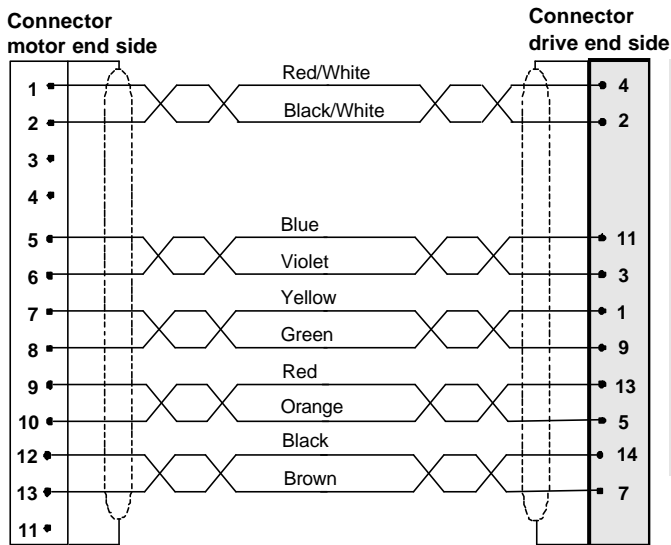 Connector
motor end side
Connector
drive end side
1 Red/White 4
2 Black/White 2
3
4
5 Blue 11
6 Violet 3
7 Yellow 1
8 Green 9
9 Red 13
10 Orange 5
12 Black 14
13 Brown 7
11